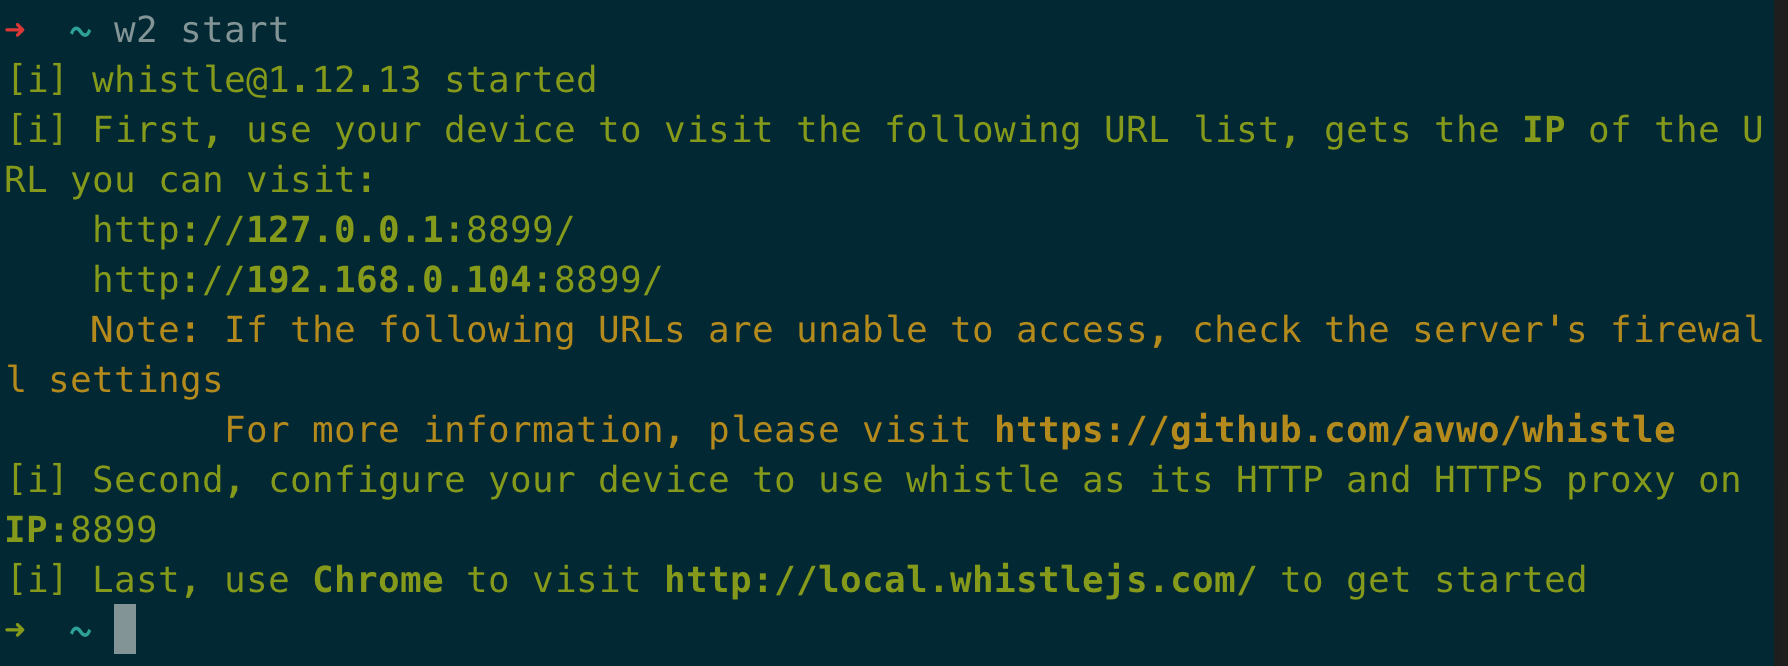 ➜  ~ w2 start
[i] whistle@1.12.13 started
[i] First, use your device to visit the following URL list, gets the IP of the U
RL you can visit:
    http://127.0.0.1:8899/
    http://192.168.0.104:8899/
    Note: If the following URLs are unable to access, check the server's firewal
l settings
          For more information, please visit https://github.com/avwo/whistle
[i] Second, configure your device to use whistle as its HTTP and HTTPS proxy on
IP:8899
[i] Last, use Chrome to visit http://local.whistlejs.com/ to get started
➜  ~